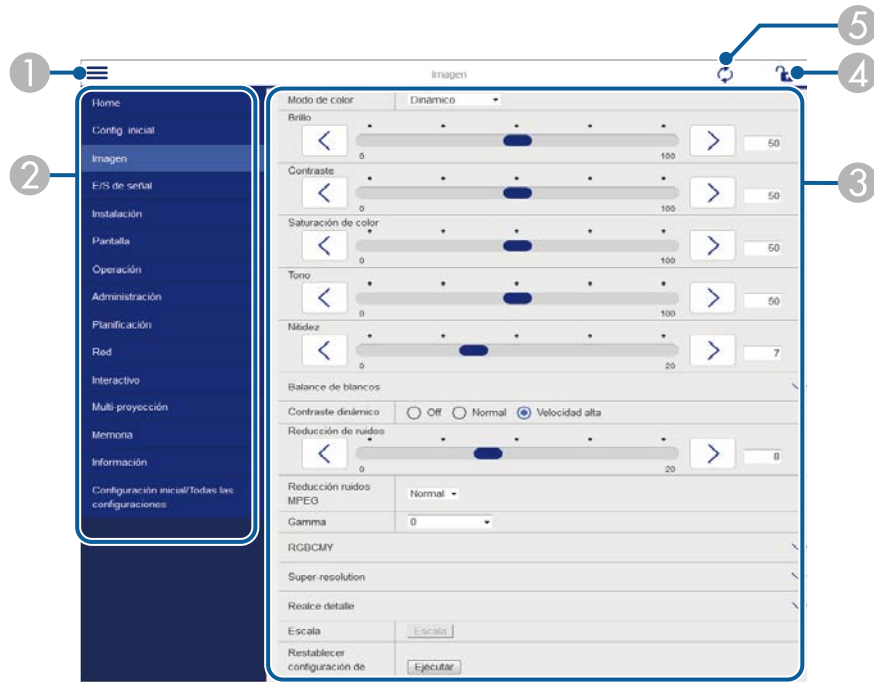 5
1
Imagen
4
Home
Config. inicial
Imagen
E/S de señal
Instalación
Pantalla
Operación
Administración
Planificación
Red
Interactivo
Multi-proyección
Memoria
Información
Configuración inicial/Todas las
configuraciones
2
3
Modo de color
Dinámico
Brillo
0
100
50
Contraste
0
100
50
Saturación de color
0
100
50
Tono
0
100
50
Nitidez
0
20
7
Balance de blancos
Contraste dinámico
Off
Normal
Velocidad alta
Reducción de ruidos
0
20
8
Reducción ruidos
MPEG
Normal
Gamma
0
RGBCMY
Super-resolution
Realce detalle
Escala
Escala
Restablecer
configuración de
Ejecutar